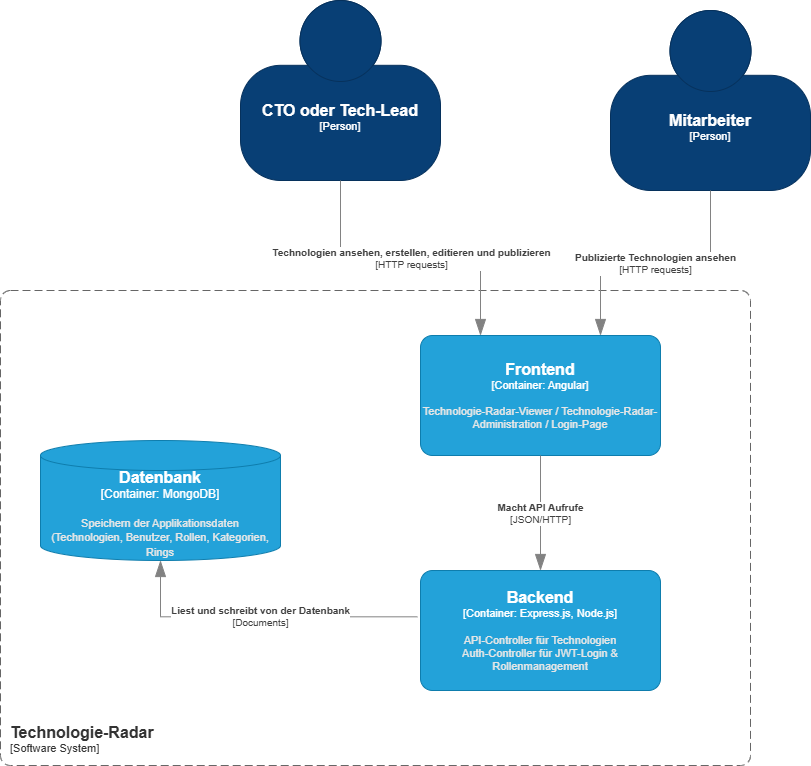 CTO oder Tech-Lead
[Person]
Mitarbeiter
[Person]
Technologien ansehen, erstellen, editieren und publizieren
[HTTP requests]
Publizierte Technologien ansehen
[HTTP requests]
Frontend
[Container: Angular]
Technologie-Radar-Viewer / Technologie-Radar-
Administration / Login-Page
Datenbank
[Container: MongoDB]
Speichern der Applikationsdaten
(Technologien, Benutzer, Rollen, Kategorien,
Rings
Macht API Aufrufe
[JSON/HTTP]
Backend
[Container: Express.js, Node.js]
API-Controller für Technologien
Auth-Controller für JWT-Login &
Rollenmanagement
Liest und schreibt von der Datenbank
[Documents]
Technologie-Radar
[Software System]